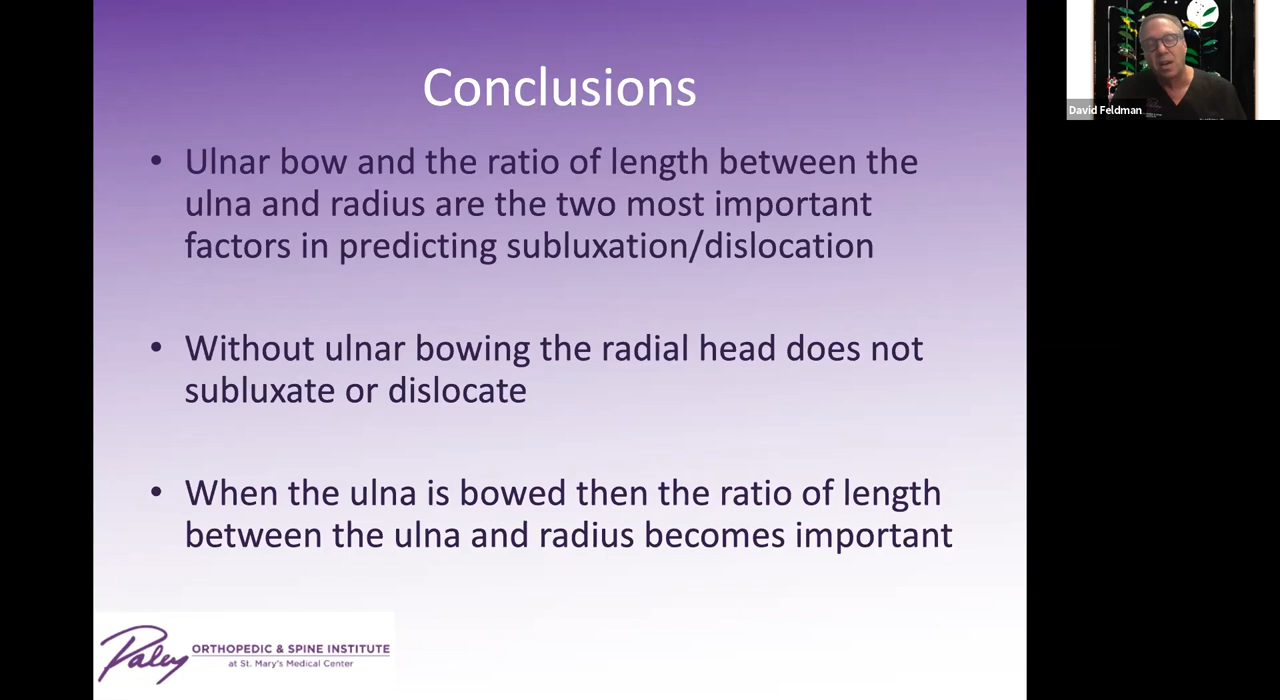 Conclusions
• Ulnar bow and the ratio of length between the
ulna and radius are the two most important
factors in predicting subluxation/dislocation
• Without ulnar bowing the radial head does not
subluxate or dislocate
• When the ulna is bowed then the ratio of length
between the ulna and radius becomes important
Paley
ORTHOPEDIC & SPINE INSTITUTE
at St. Mary's Medical Center
David Feldman